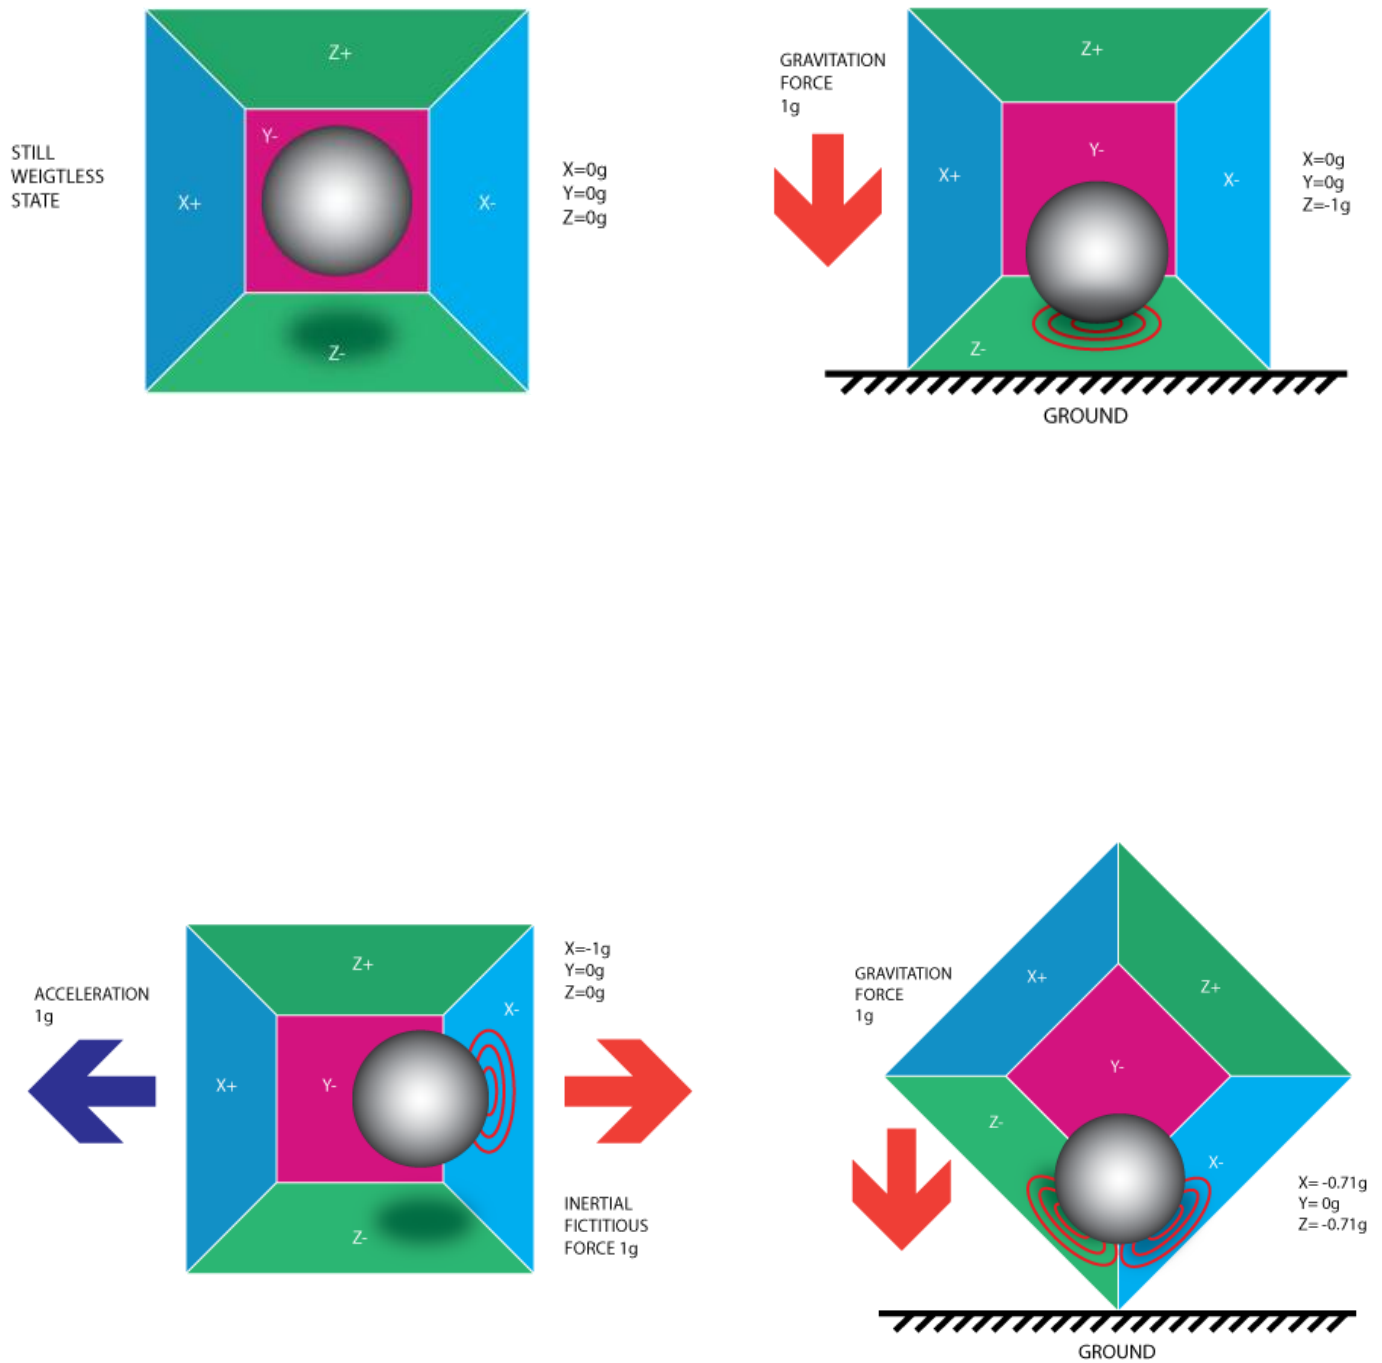 STILL
WEIGTLESS
STATE
Z+
Y-
X+
X-
Z-
X=0g
Y=0g
Z=0g
GRAVITATION
FORCE
1g
Z+
Y-
X+
X-
Z-
X=0g
Y=0g
Z=-1g
GROUND
ACCELERATION
1g
Z+
X-
X+
Y-
Z-
X=-1g
Y=0g
Z=0g
INERTIAL
FICTITIOUS
FORCE 1g
GRAVITATION
FORCE
1g
X+
Z+
Y-
Z-
X-
X= -0.71g
Y= 0g
Z= -0.71g
GROUND